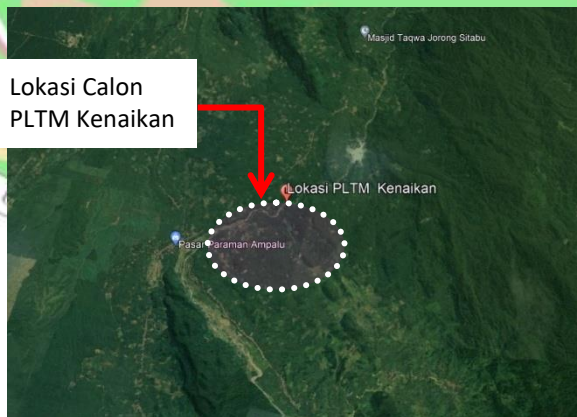 Masjid Taqwa Jorong Sitabu
Lokasi Calon
PLTM Kenaikan
Lokasi PLTM Kenaikan
Pasar Paraman Ampalu